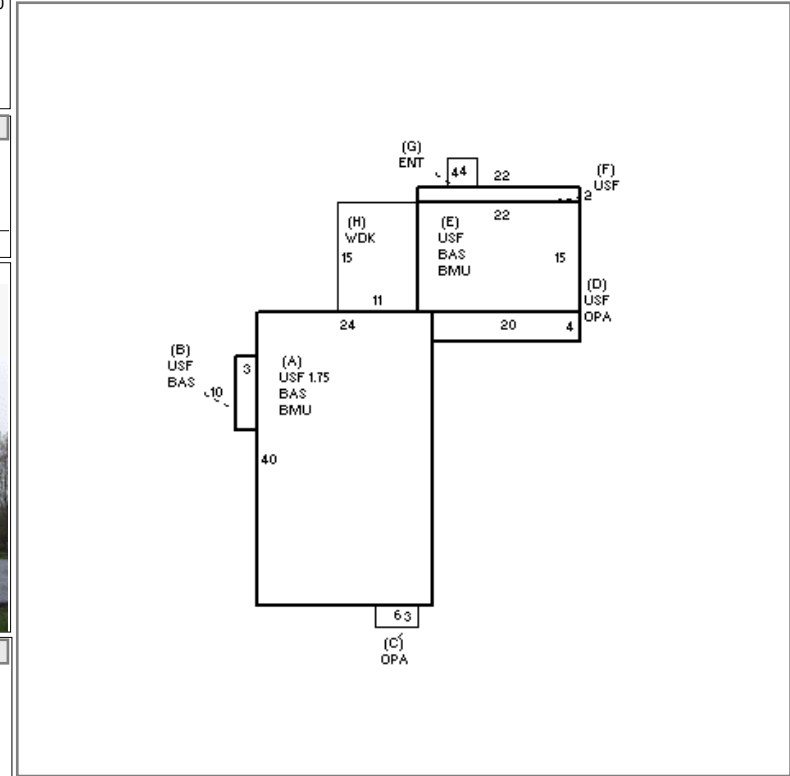 (G)
ENT
44
22
(F)
USF
2
22
(H)
WDK
15
11
(E)
USF
BAS
BMU
15
(D)
USF
OPA
24
20
4
(B)
USF
BAS
10
3
(A)
USF 1.75
BAS
BMU
40
6 3
(C)
OPA